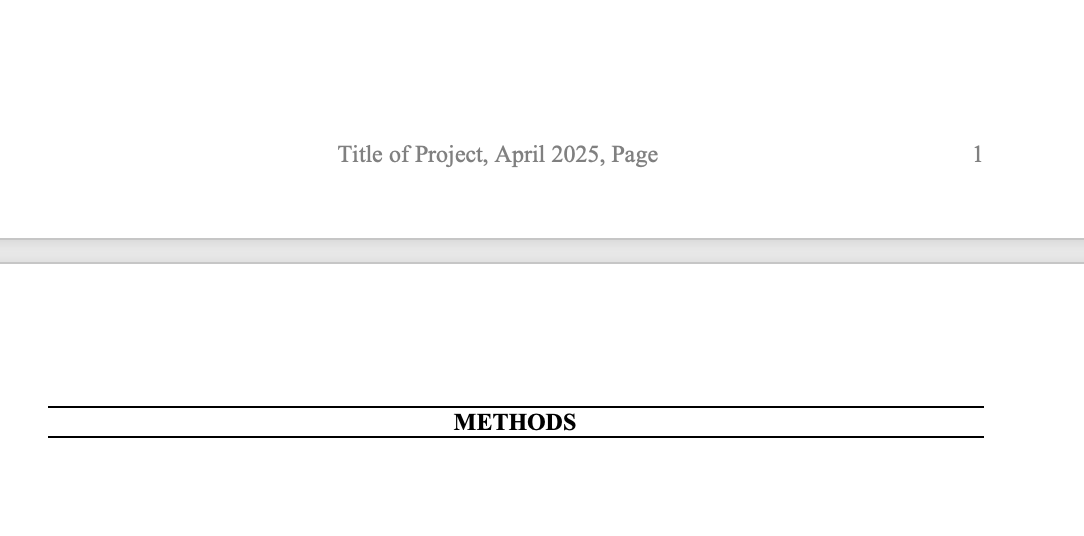 Title of Project, April 2025, Page 1
METHODS